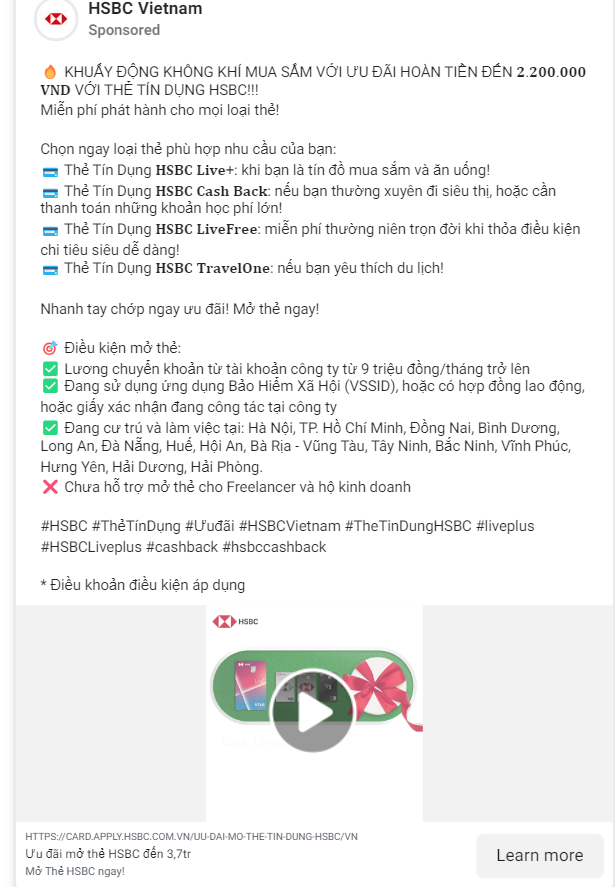 HSBC Vietnam
Sponsored
🔥 KHUẤY ĐỘNG KHÔNG KHÍ MUA SẮM VỚI ƯU ĐÃI HOÀN TIỀN ĐẾN 2.200.000
VND VỚI THẺ TÍN DỤNG HSBC!!!
Miễn phí phát hành cho mọi loại thẻ!
Chọn ngay loại thẻ phù hợp nhu cầu của bạn:
💳 Thẻ Tín Dụng HSBC Live+: khi bạn là tín đồ mua sắm và ăn uống!
💳 Thẻ Tín Dụng HSBC Cash Back: nếu bạn thường xuyên đi siêu thị, hoặc cần
thanh toán những khoản học phí lớn!
💳 Thẻ Tín Dụng HSBC LiveFree: miễn phí thường niên trọn đời khi thỏa điều kiện
chi tiêu siêu dễ dàng!
💳 Thẻ Tín Dụng HSBC TravelOne: nếu bạn yêu thích du lịch!
Nhanh tay chớp ngay ưu đãi! Mở thẻ ngay!
🎯 Điều kiện mở thẻ:
✅ Lương chuyển khoản từ tài khoản công ty từ 9 triệu đồng/tháng trở lên
✅ Đang sử dụng ứng dụng Bảo Hiểm Xã Hội (VSSID), hoặc có hợp đồng lao động,
hoặc giấy xác nhận đang công tác tại công ty
✅ Đang cư trú và làm việc tại: Hà Nội, TP. Hồ Chí Minh, Đồng Nai, Bình Dương,
Long An, Đà Nẵng, Huế, Hội An, Bà Rịa - Vũng Tàu, Tây Ninh, Bắc Ninh, Vĩnh Phúc,
Hưng Yên, Hải Dương, Hải Phòng.
❌ Chưa hỗ trợ mở thẻ cho Freelancer và hộ kinh doanh
#HSBC #ThẻTínDụng #Ưuđãi #HSBCVietnam #TheTinDungHSBC #liveplus
#HSBCLiveplus #cashback #hsbccashback
* Điều khoản điều kiện áp dụng
HSBC
HTTPS://CARD.APPLY.HSBC.COM.VN/UU-DAI-MO-THE-TIN-DUNG-HSBC/VN
Ưu đãi mở thẻ HSBC đến 3,7tr
Mở Thẻ HSBC ngay!
Learn more